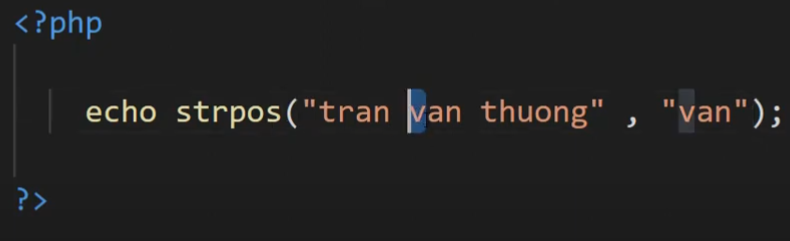 <?php
echo strpos("tran van thuong" , "van");
?>